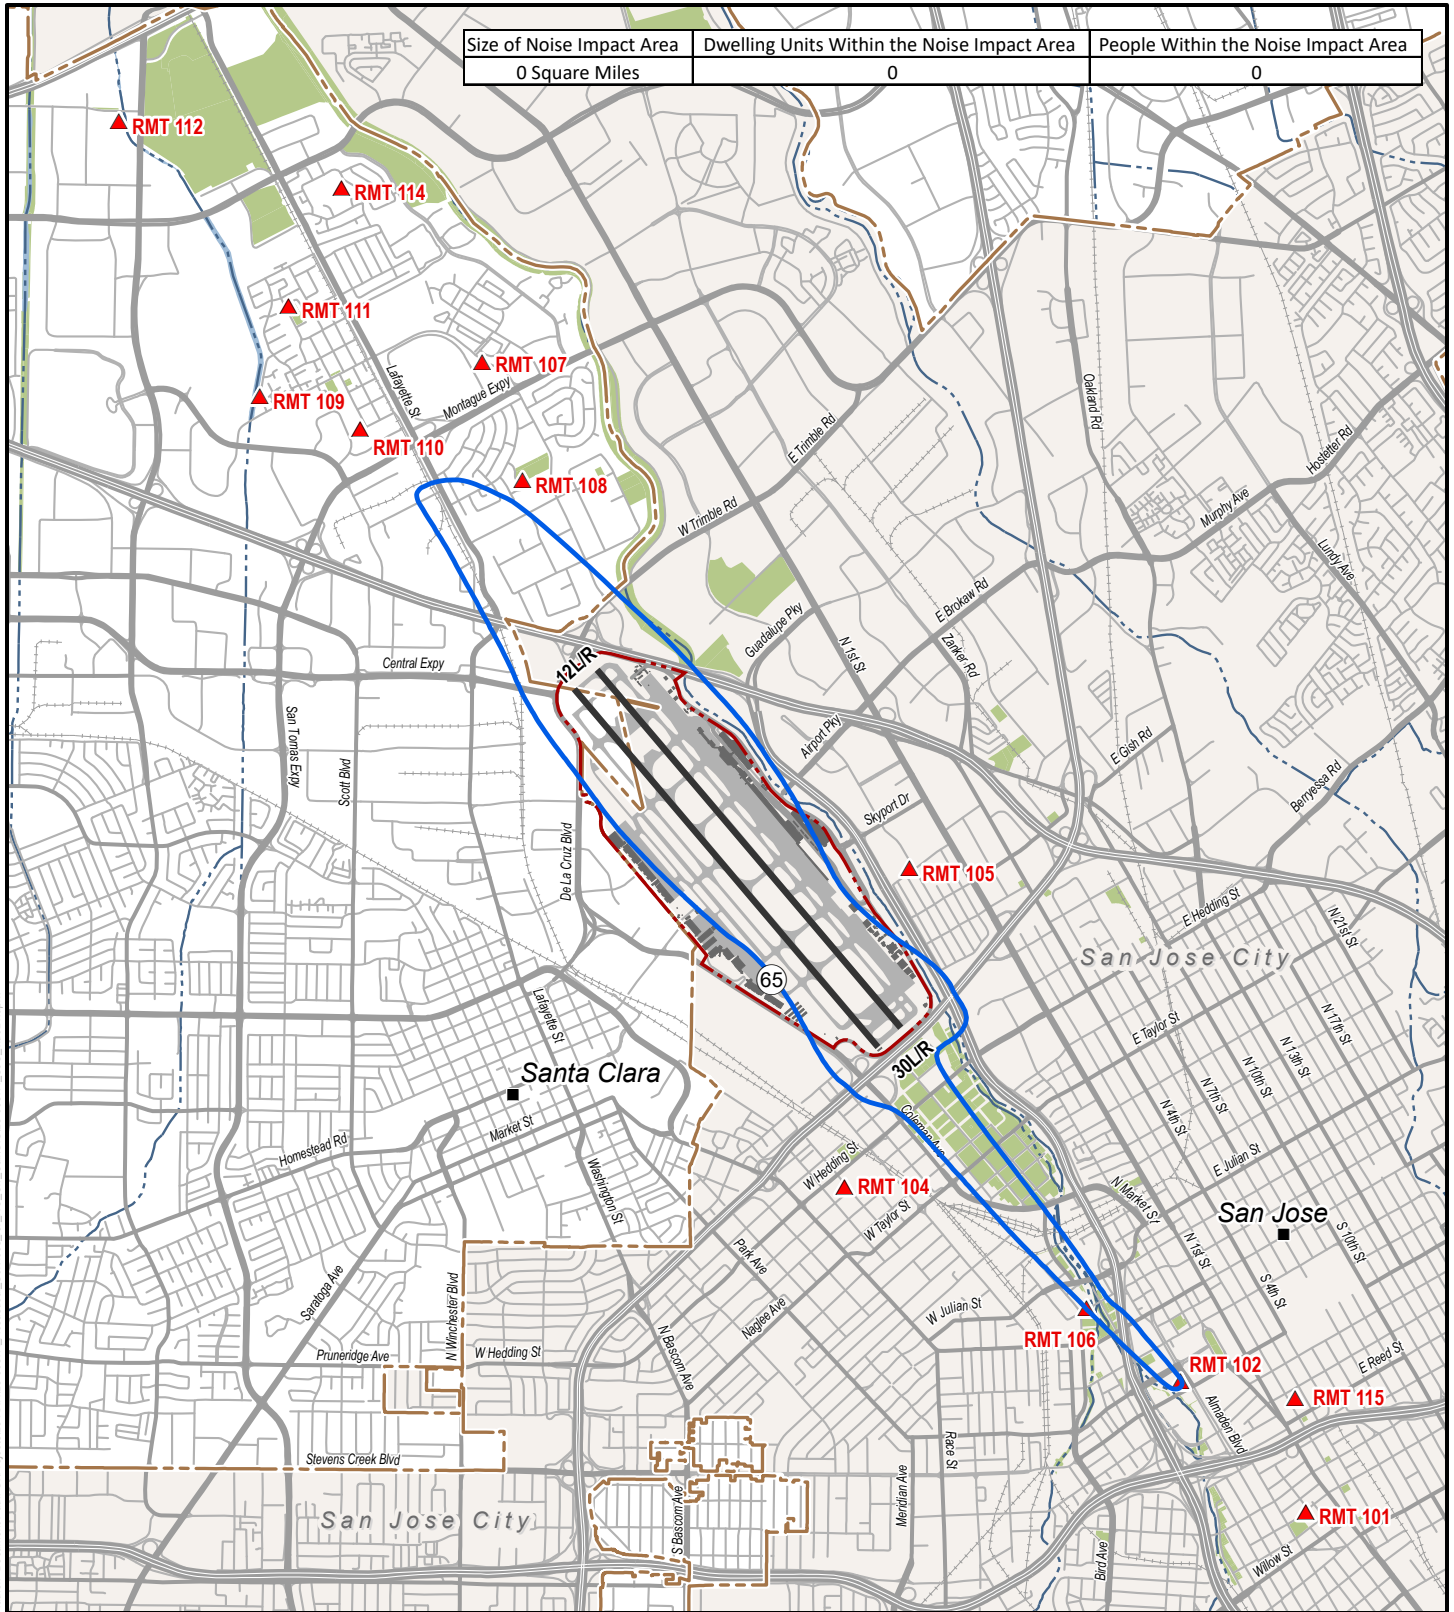 Size of Noise Impact Area Dwelling Units Within the Noise Impact Area People Within the Noise Impact Area
0 Square Miles 0 0
RMT 112
RMT 114
RMT 111
RMT 107
Lafayette St
Montague Expy
RMT 109
RMT 110
Oakland Rd
E Trimble Rd
Hostetter Rd
RMT 108
W Trimble Rd
Murphy Ave
Lundy Ave
E Brokaw Rd
Guadalupe Pky
N 1st St
Zanker Rd
Central Expy
12L/R
San Tomas Expy
Scott Blvd
Airport Pky
E Gish Rd
Berryessa Rd
Skyport Dr
De La Cruz Blvd
RMT 105
E Hedding St
N 21st St
San Jose City
65
Lafayette St
N 17th St
E Taylor St
N 13th St
30L/R
N 10th St
Santa Clara
N 7th St
N 4th St
Coleman Ave
Market St
Homestead Rd
W Hedding St
E Julian St
Washington St
RMT 104
N Market St
W Taylor St
San Jose
S 10th St
Park Ave
N 1st St
S 4th St
Saratoga Ave
N Winchester Blvd
Naglee Ave
W Julian St
RMT 106
N Bascom Ave
Pruneridge Ave
W Hedding St
E Reed St
RMT 102
RMT 115
Almaden Blvd
Stevens Creek Blvd
Race St
Meridian Ave
S Bascom Ave
San Jose City
RMT 101
Bird Ave
Willow St